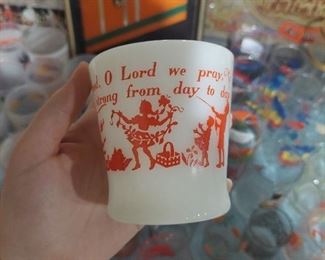 O Lord we pray,
strong from day to day